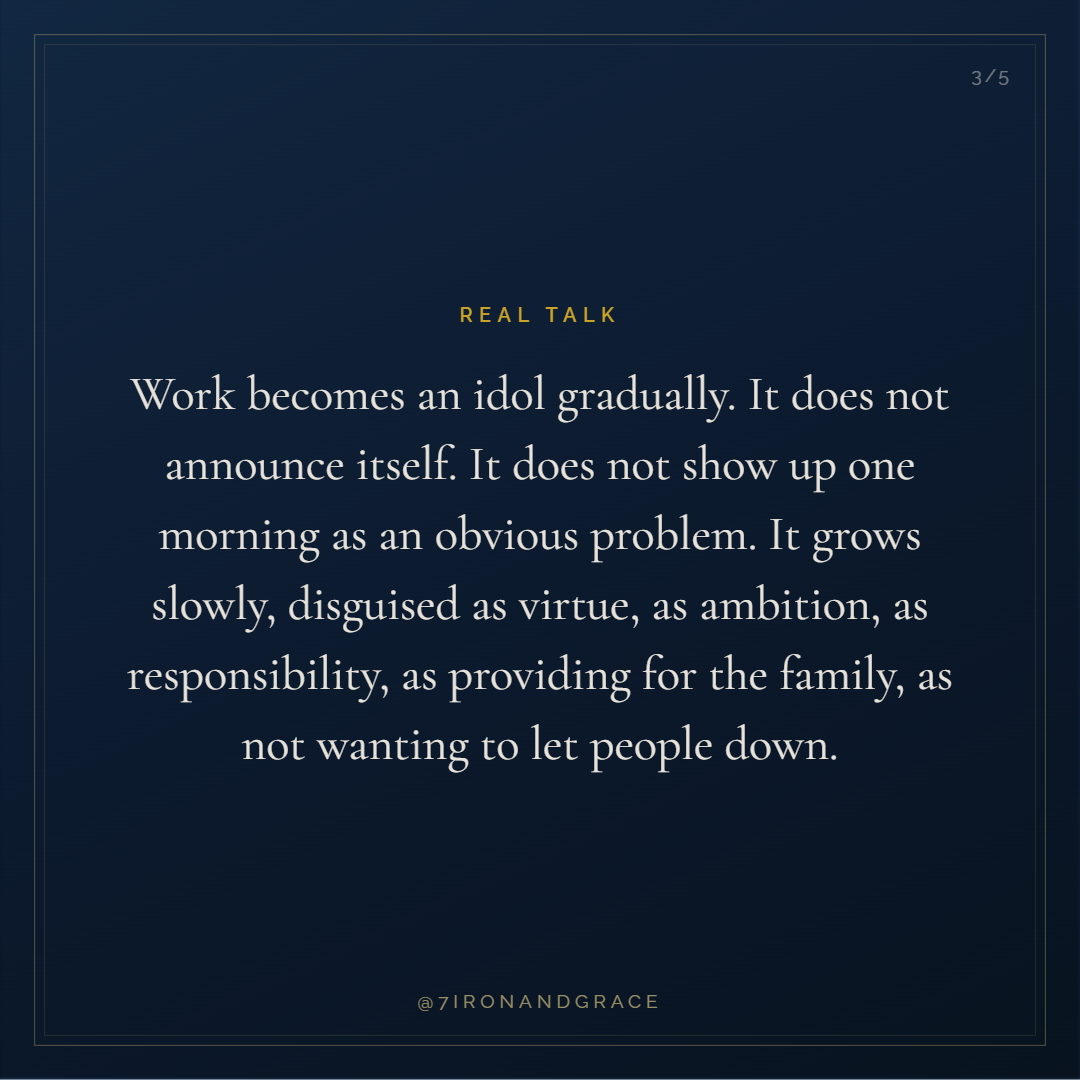 3/5
REAL TALK
Work becomes an idol gradually. It does not
announce itself. It does not show up one
morning as an obvious problem. It grows
slowly, disguised as virtue, as ambition, as
responsibility, as providing for the family, as
not wanting to let people down.
@7IRONANDGRACE